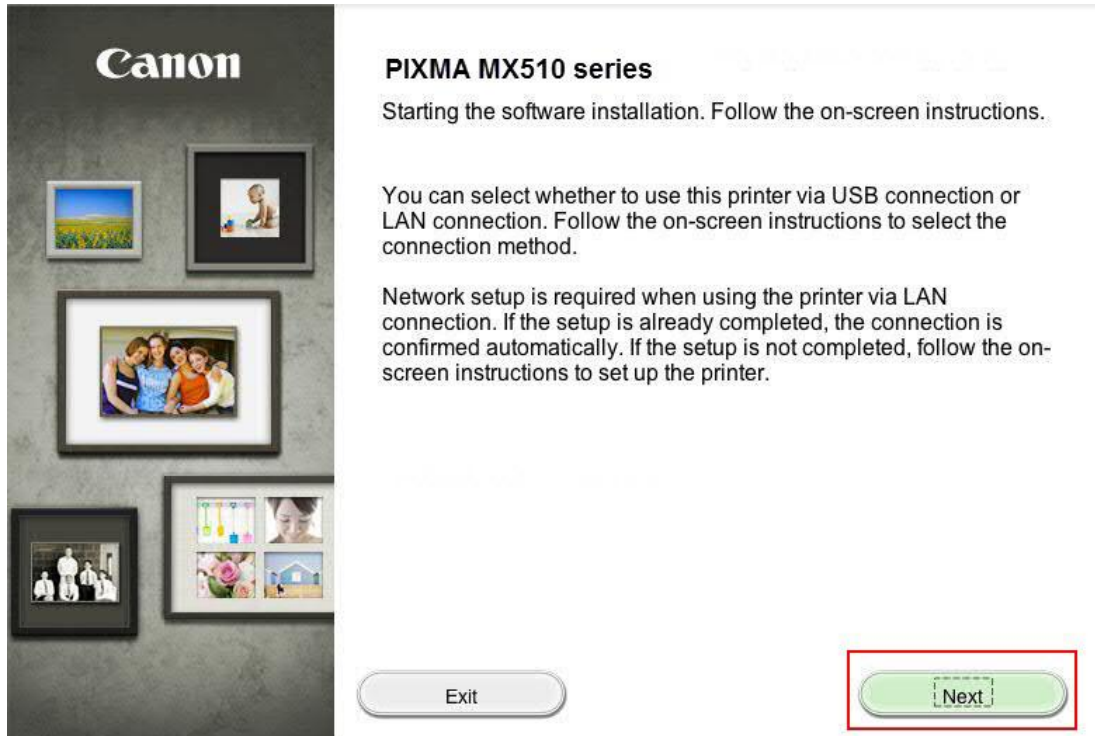 Canon
PIXMA MX510 series
Starting the software installation. Follow the on-screen instructions.
You can select whether to use this printer via USB connection or
LAN connection. Follow the on-screen instructions to select the
connection method.
Network setup is required when using the printer via LAN
connection. If the setup is already completed, the connection is
confirmed automatically. If the setup is not completed, follow the on-
screen instructions to set up the printer.
Exit
Next